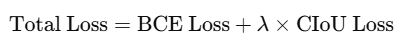 Total Loss = BCE Loss + λ × CIoU Loss